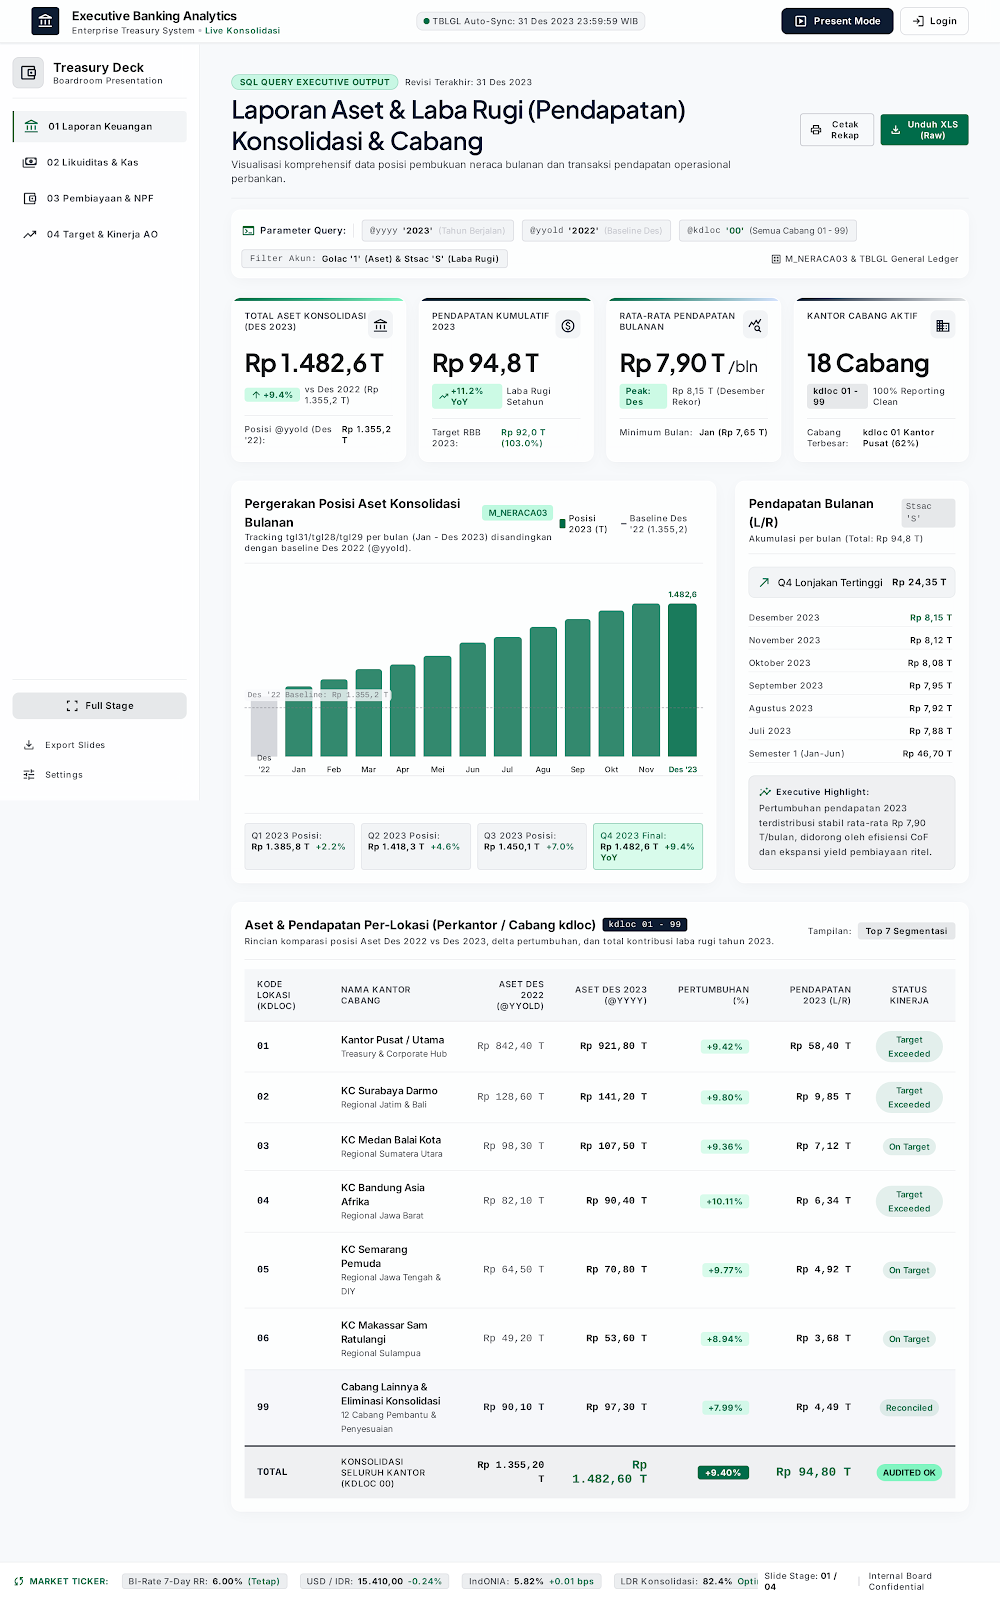 Executive Banking Analytics
Enterprise Treasury System • Live Konsolidasi
TBLGL Auto-Sync: 31 Des 2023 23:59:59 WIB
Present Mode
Login
Treasury Deck
Boardroom Presentation
01 Laporan Keuangan
02 Likuiditas & Kas
03 Pembiayaan & NPF
04 Target & Kinerja AO
Full Stage
Export Slides
Settings
SQL QUERY EXECUTIVE OUTPUT
Revisi Terakhir: 31 Des 2023
Laporan Aset & Laba Rugi (Pendapatan)
Konsolidasi & Cabang
Visualisasi komprehensif data posisi pembukuan neraca bulanan dan transaksi pendapatan operasional
perbankan.
Cetak
Rekap
Unduh XLS
(Raw)
Parameter Query:
@yyyy '2023' (Tahun Berjalan)
@yyold '2022' (Baseline Des)
@kdloc '00' (Semua Cabang 01 - 99)
Filter Akun: Golac '1' (Aset) & Stsac 'S' (Laba Rugi)
M_NERACA03 & TBLGL General Ledger
TOTAL ASET KONSOLIDASI
(DES 2023)
Rp 1.482,6 T
+9.4%
vs Des 2022 (Rp
1.355,2 T)
Posisi @yyold (Des
'22):
Rp 1.355,2
T
PENDAPATAN KUMULATIF
2023
Rp 94,8 T
+11.2%
YoY
Laba Rugi
Setahun
Target RBB
2023:
Rp 92,0 T
(103.0%)
RATA-RATA PENDAPATAN
BULANAN
Rp 7,90 T /bln
Peak:
Des
Rp 8,15 T (Desember
Rekor)
Minimum Bulan: Jan (Rp 7,65 T)
KANTOR CABANG AKTIF
18 Cabang
kdloc 01 -
99
100% Reporting
Clean
Cabang
Terbesar:
kdloc 01 Kantor
Pusat (62%)
Pergerakan Posisi Aset Konsolidasi
Bulanan
M_NERACA03
Tracking tgl31/tgl28/tgl29 per bulan (Jan - Des 2023) disandingkan
dengan baseline Des 2022 (@yyold).
Posisi
2023 (T)
Baseline Des
'22 (1.355,2)
1.482,6
Des '22 Baseline: Rp 1.355,2 T
Des
'22
Jan
Feb
Mar
Apr
Mei
Jun
Jul
Agu
Sep
Okt
Nov
Des '23
Q1 2023 Posisi:
Rp 1.385,8 T +2.2%
Q2 2023 Posisi:
Rp 1.418,3 T +4.6%
Q3 2023 Posisi:
Rp 1.450,1 T +7.0%
Q4 2023 Final:
Rp 1.482,6 T +9.4%
YoY
Pendapatan Bulanan
(L/R)
Stsac
'S'
Akumulasi per bulan (Total: Rp 94,8 T)
Q4 Lonjakan Tertinggi Rp 24,35 T
Desember 2023 Rp 8,15 T
November 2023 Rp 8,12 T
Oktober 2023 Rp 8,08 T
September 2023 Rp 7,95 T
Agustus 2023 Rp 7,92 T
Juli 2023 Rp 7,88 T
Semester 1 (Jan-Jun) Rp 46,70 T
Executive Highlight:
Pertumbuhan pendapatan 2023
terdistribusi stabil rata-rata Rp 7,90
T/bulan, didorong oleh efisiensi CoF
dan ekspansi yield pembiayaan ritel.
Aset & Pendapatan Per-Lokasi (Perkantor / Cabang kdloc)
kdloc 01 - 99
Rincian komparasi posisi Aset Des 2022 vs Des 2023, delta pertumbuhan, dan total kontribusi laba rugi tahun 2023.
Tampilan: Top 7 Segmentasi
KODE
LOKASI
(KDLOC)
NAMA KANTOR
CABANG
ASET DES
2022
(@YYOLD)
ASET DES 2023
(@YYYY)
PERTUMBUHAN
(%)
PENDAPATAN
2023 (L/R)
STATUS
KINERJA
01
Kantor Pusat / Utama
Treasury & Corporate Hub
Rp 842,40 T
Rp 921,80 T
+9.42%
Rp 58,40 T
Target
Exceeded
02
KC Surabaya Darmo
Regional Jatim & Bali
Rp 128,60 T
Rp 141,20 T
+9.80%
Rp 9,85 T
Target
Exceeded
03
KC Medan Balai Kota
Regional Sumatera Utara
Rp 98,30 T
Rp 107,50 T
+9.36%
Rp 7,12 T
On Target
04
KC Bandung Asia
Afrika
Regional Jawa Barat
Rp 82,10 T
Rp 90,40 T
+10.11%
Rp 6,34 T
Target
Exceeded
05
KC Semarang
Pemuda
Regional Jawa Tengah &
DIY
Rp 64,50 T
Rp 70,80 T
+9.77%
Rp 4,92 T
On Target
06
KC Makassar Sam
Ratulangi
Regional Sulampua
Rp 49,20 T
Rp 53,60 T
+8.94%
Rp 3,68 T
On Target
99
Cabang Lainnya &
Eliminasi Konsolidasi
12 Cabang Pembantu &
Penyesuaian
Rp 90,10 T
Rp 97,30 T
+7.99%
Rp 4,49 T
Reconciled
TOTAL
KONSOLIDASI
SELURUH KANTOR
(KDLOC 00)
Rp 1.355,20
T
Rp
1.482,60 T
+9.40%
Rp 94,80 T
AUDITED OK
MARKET TICKER:
BI-Rate 7-Day RR: 6.00% (Tetap)
USD / IDR: 15.410,00 -0.24%
IndONIA: 5.82% +0.01 bps
LDR Konsolidasi: 82.4% Opti
Slide Stage: 01 /
04
Internal Board
Confidential